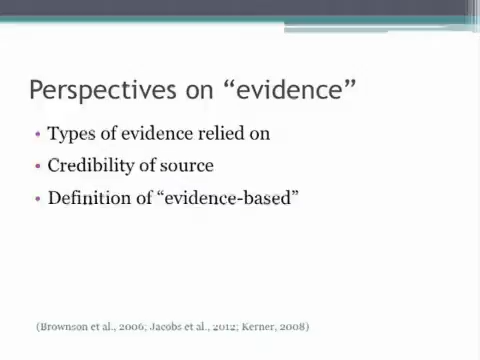 Perspectives on “evidence”
• Types of evidence relied on
• Credibility of source
• Definition of “evidence-based”
(Brownson et al., 2006; Jacobs et al., 2012; Kerner, 2008)